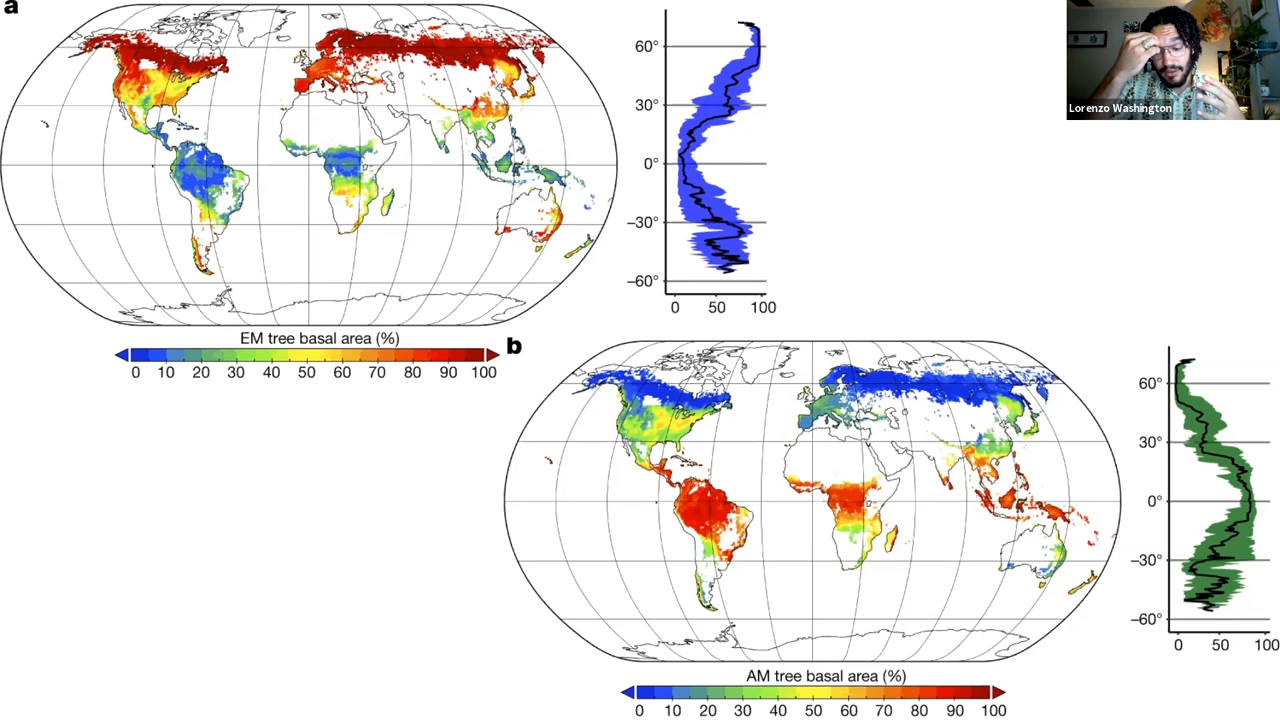 a
60°
30°
0°
−30°
−60°
0 50 100
EM tree basal area (%)
0 10 20 30 40 50 60 70 80 90 100
Lorenzo Washington
b
60°
30°
0°
−30°
−60°
0 50 100
AM tree basal area (%)
0 10 20 30 40 50 60 70 80 90 100